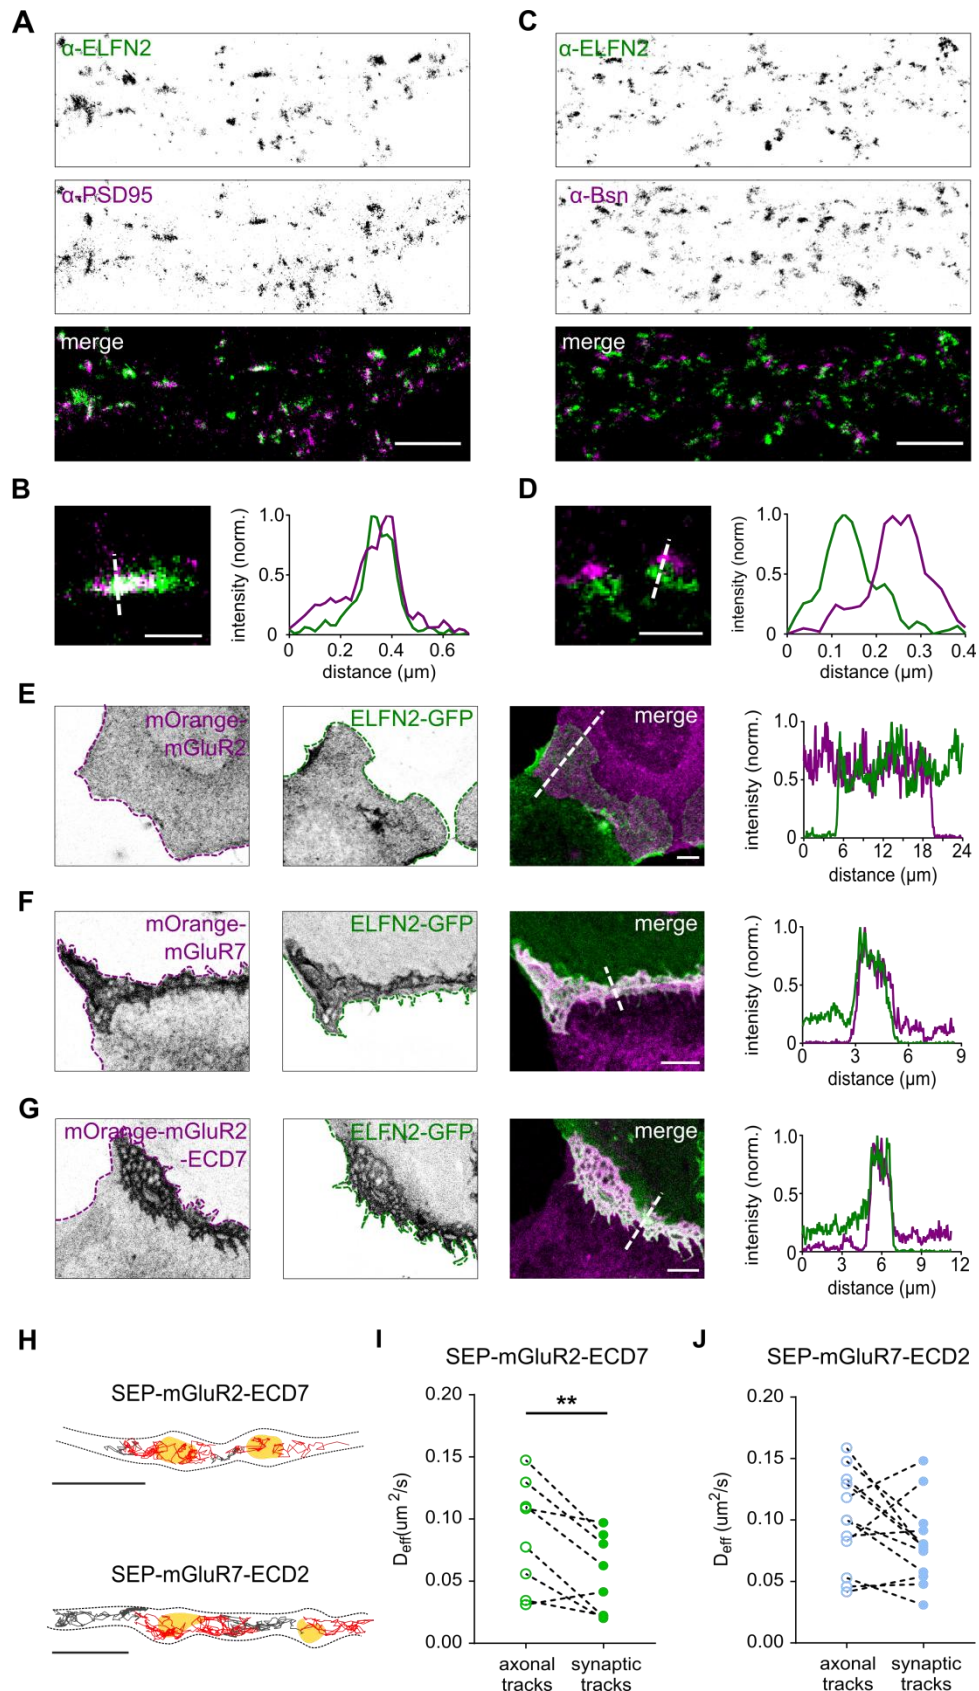 A
α-ELFN2
α-PSD95
merge
C
α-ELFN2
α-Bsn
merge
B
intensity (norm.)
1.0
0.5
0
0 0.2 0.4 0.6
distance (µm)
D
intensity (norm.)
1.0
0.5
0
0 0.1 0.2 0.3 0.4
distance (µm)
E
mOrange-
mGluR2
ELFN2-GFP
merge
intenisty (norm.)
1.0
0.5
0
0 6 12 18 24
distance (µm)
F
mOrange-
mGluR7
ELFN2-GFP
merge
intenisty (norm.)
1.0
0.5
0
0 3 6 9
distance (µm)
G
mOrange-mGluR2
-ECD7
ELFN2-GFP
merge
intenisty (norm.)
1.0
0.5
0
0 3 6 9 12
distance (µm)
H
SEP-mGluR2-ECD7
SEP-mGluR7-ECD2
I
SEP-mGluR2-ECD7
**
Deff(um²/s)
0.20
0.15
0.10
0.05
0.00
axonal synaptic
tracks tracks
J
SEP-mGluR7-ECD2
Deff (um²/s)
0.20
0.15
0.10
0.05
0.00
axonal synaptic
tracks tracks